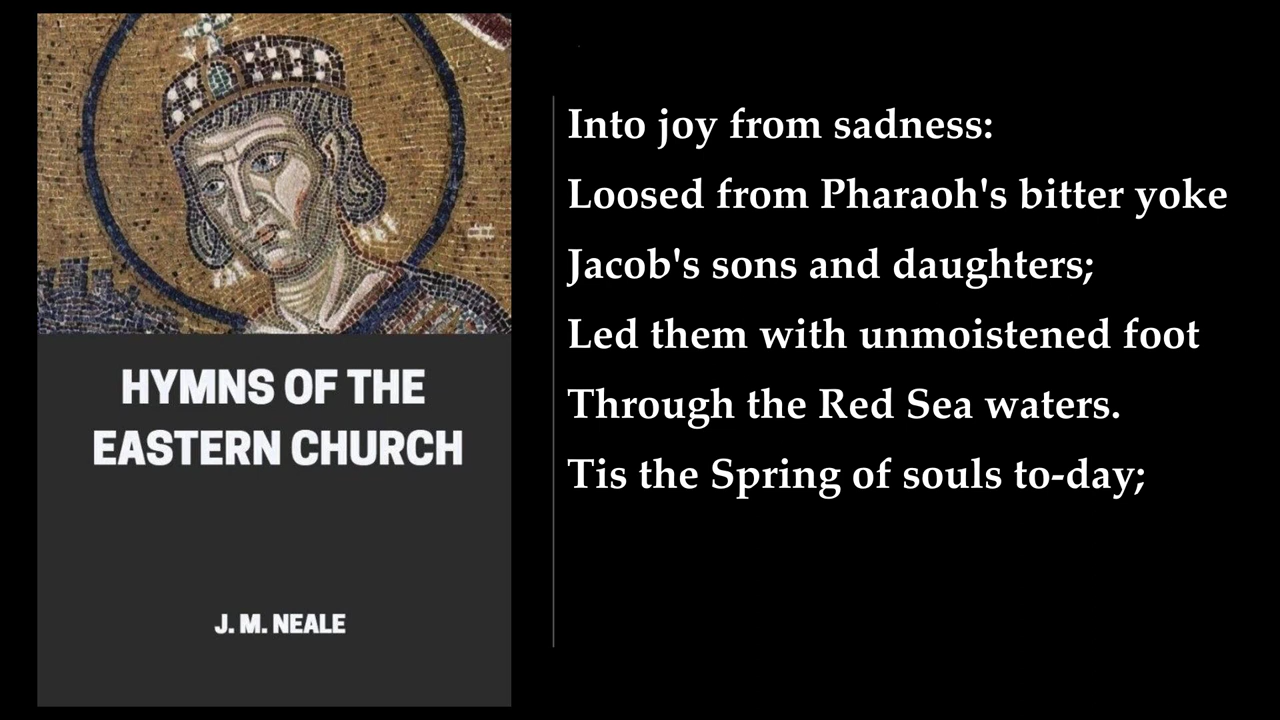 HYMNS OF THE
EASTERN CHURCH
J. M. NEALE
Into joy from sadness:
Loosed from Pharaoh's bitter yoke
Jacob's sons and daughters;
Led them with unmoistened foot
Through the Red Sea waters.
Tis the Spring of souls to-day;